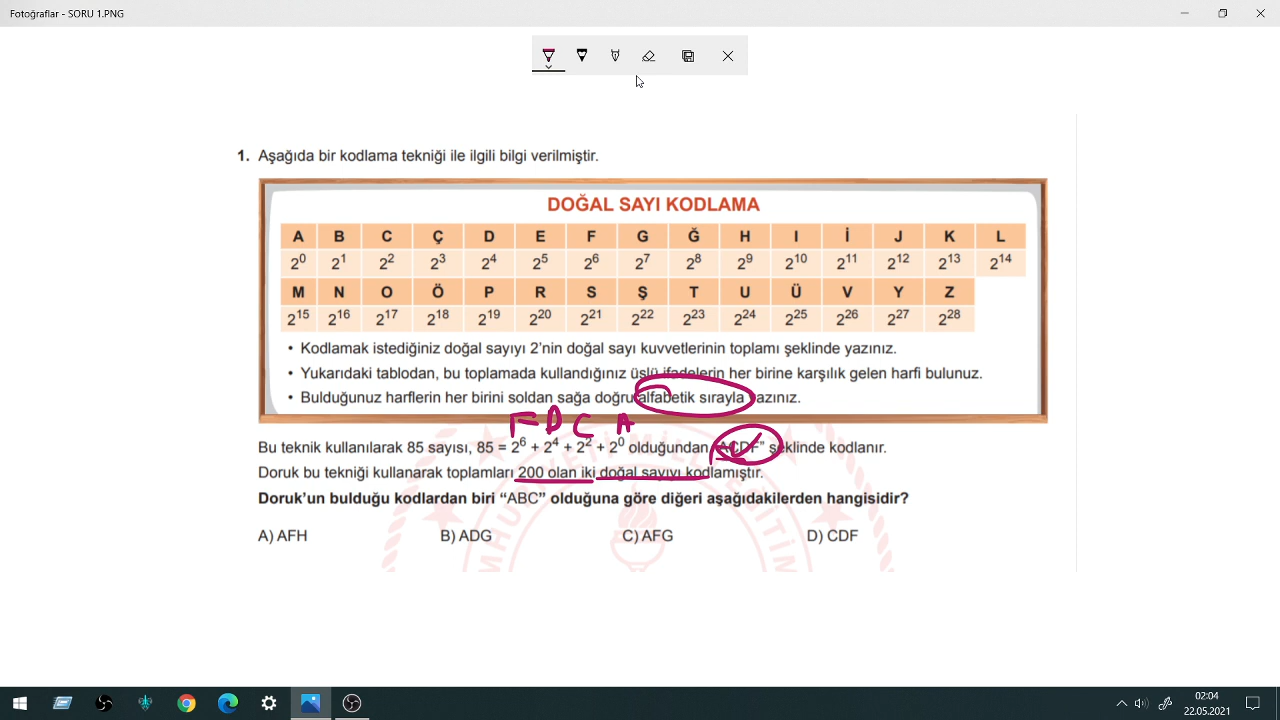 Fotoğraflar - SORU 1.PNG
1. Aşağıda bir kodlama tekniği ile ilgili bilgi verilmiştir.
DOĞAL SAYI KODLAMA
A B C Ç D E F G Ğ H I İ J K L
2⁰ 2¹ 2² 2³ 2⁴ 2⁵ 2⁶ 2⁷ 2⁸ 2⁹ 2¹⁰ 2¹¹ 2¹² 2¹³ 2¹⁴
M N O Ö P R S Ş T U Ü V Y Z
2¹⁵ 2¹⁶ 2¹⁷ 2¹⁸ 2¹⁹ 2²⁰ 2²¹ 2²² 2²³ 2²⁴ 2²⁵ 2²⁶ 2²⁷ 2²⁸
• Kodlamak istediğiniz doğal sayıyı 2'nin doğal sayı kuvvetlerinin toplamı şeklinde yazınız.
• Yukarıdaki tablodan, bu toplamada kullandığınız üslü ifadelerin her birine karşılık gelen harfi bulunuz.
• Bulduğunuz harflerin her birini soldan sağa doğru alfabetik sırayla yazınız.
F D C A
Bu teknik kullanılarak 85 sayısı, 85 = 2⁶ + 2⁴ + 2² + 2⁰ olduğundan "ACDF" şeklinde kodlanır.
Doruk bu tekniği kullanarak toplamları 200 olan iki doğal sayıyı kodlamıştır.
Doruk'un bulduğu kodlardan biri "ABC" olduğuna göre diğeri aşağıdakilerden hangisidir?
A) AFH B) ADG C) AFG D) CDF
02:04
22.05.2021